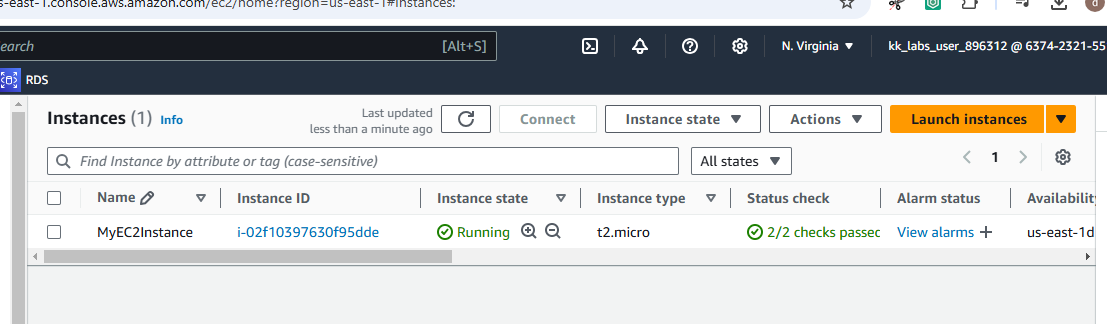 s-east-1.console.aws.amazon.com/ec2/home?region=us-east-1#Instances:
earch [Alt+S] N. Virginia kk_labs_user_896312 @ 6374-2321-55
RDS
Instances (1) Info Last updated less than a minute ago Connect Instance state Actions Launch instances
Find Instance by attribute or tag (case-sensitive) All states 1
Name Instance ID Instance state Instance type Status check Alarm status Availability
MyEC2Instance i-02f10397630f95dde Running t2.micro 2/2 checks passed View alarms + us-east-1d